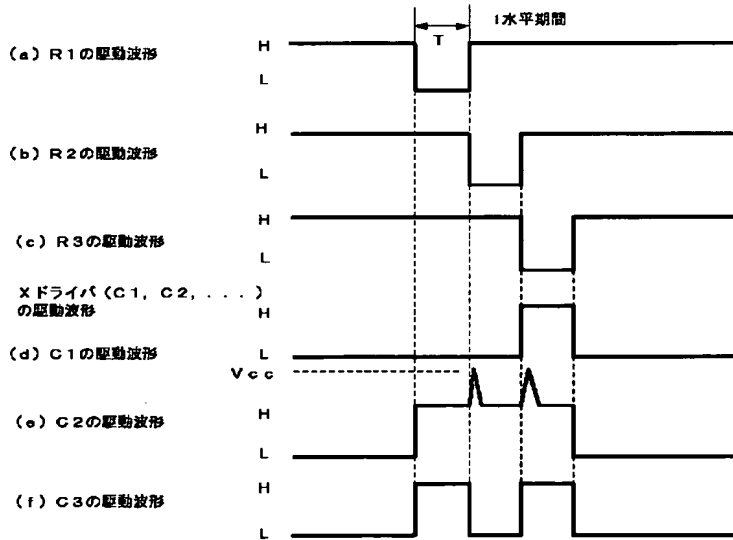 1水平期間
T
(a) R1の駆動波形
H
L
(b) R2の駆動波形
H
L
(c) R3の駆動波形
H
L
Xドライバ (C1, C2, ....)
の駆動波形
H
(d) C1の駆動波形
L
Vcc
(e) C2の駆動波形
H
L
(f) C3の駆動波形
H
L